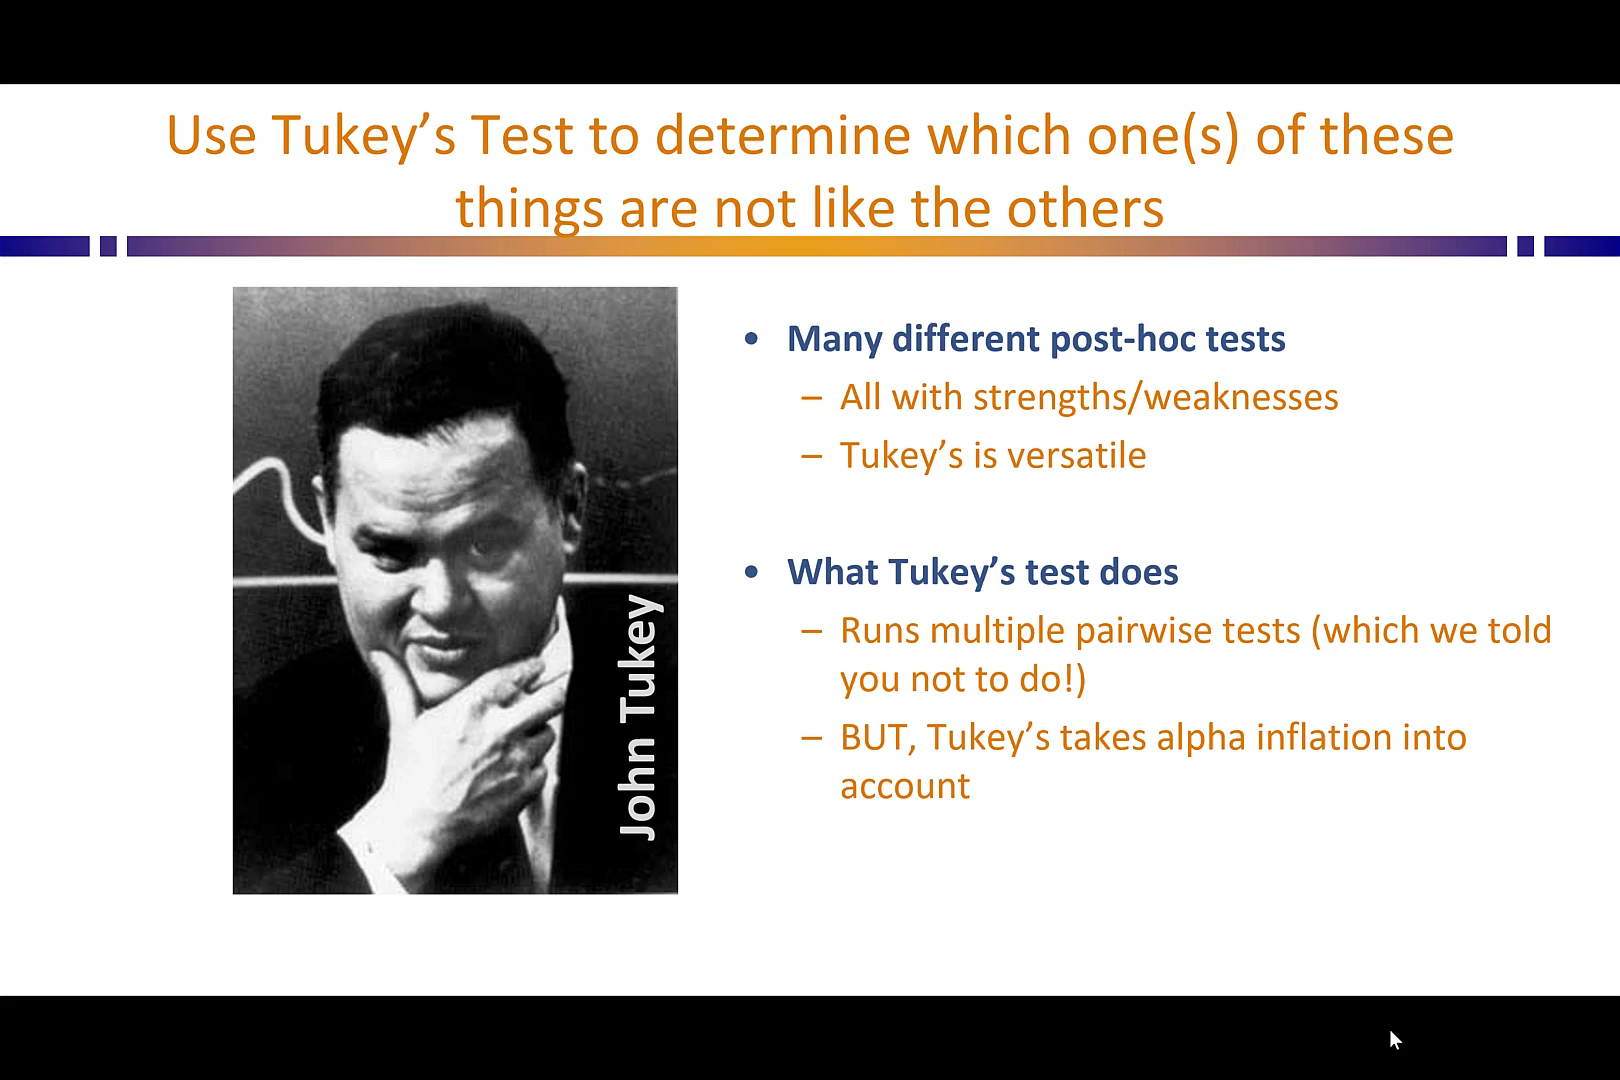 Use Tukey’s Test to determine which one(s) of these
things are not like the others
John Tukey
• Many different post-hoc tests
– All with strengths/weaknesses
– Tukey’s is versatile
• What Tukey’s test does
– Runs multiple pairwise tests (which we told
you not to do!)
– BUT, Tukey’s takes alpha inflation into
account